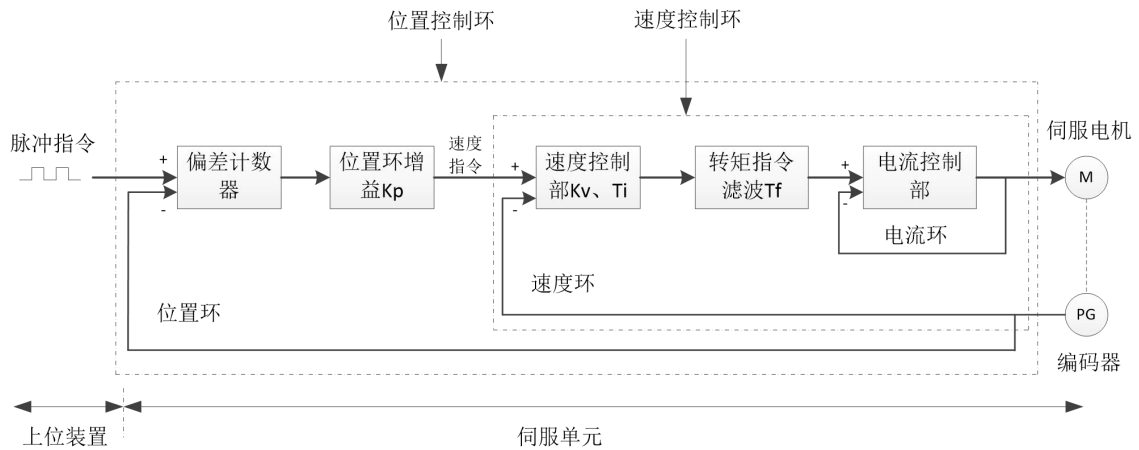 位置控制环
速度控制环
脉冲指令
偏差计数
器
位置环增
益Kp
速度
指令
速度控制
部Kv、Ti
转矩指令
滤波Tf
电流控制
部
伺服电机
M
+
-
+
-
+
-
电流环
速度环
位置环
PG
编码器
上位装置
伺服单元